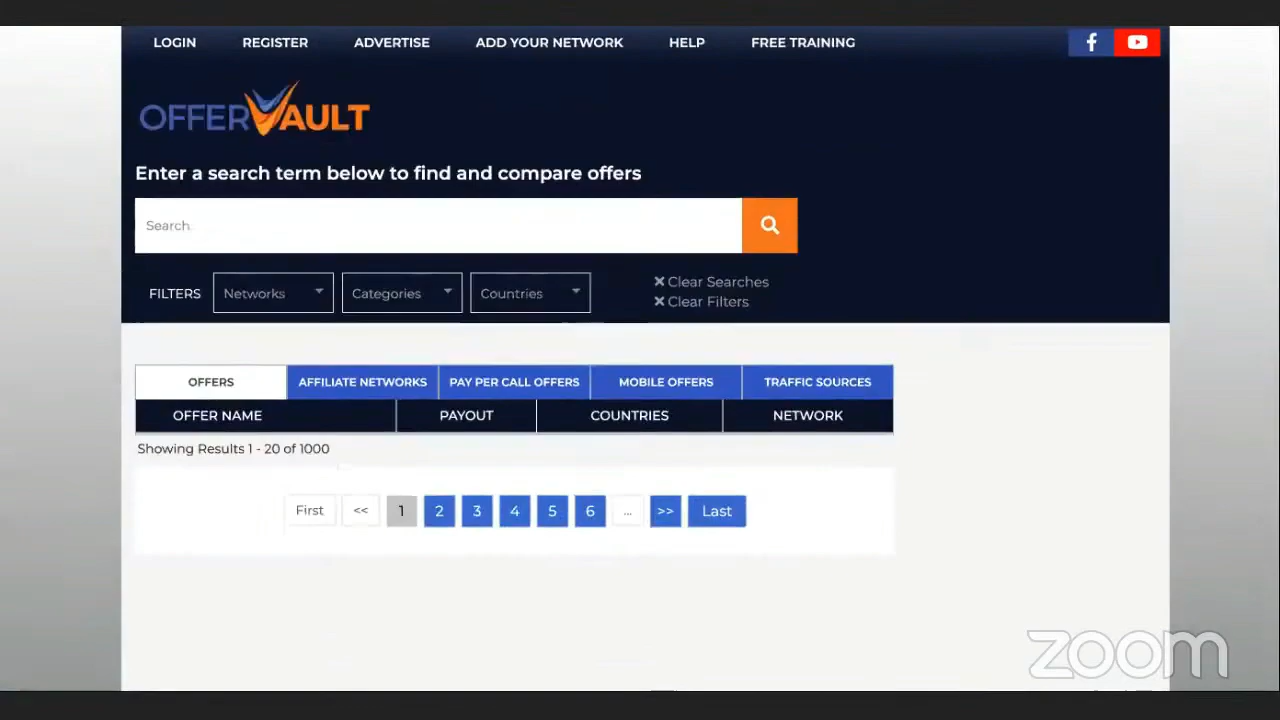 LOGIN REGISTER ADVERTISE ADD YOUR NETWORK HELP FREE TRAINING
OFFERVAULT
Enter a search term below to find and compare offers
Search
FILTERS Networks Categories Countries
Clear Searches
Clear Filters
OFFERS AFFILIATE NETWORKS PAY PER CALL OFFERS MOBILE OFFERS TRAFFIC SOURCES
OFFER NAME PAYOUT COUNTRIES NETWORK
Showing Results 1 - 20 of 1000
First << 1 2 3 4 5 6 ... >> Last
zoom